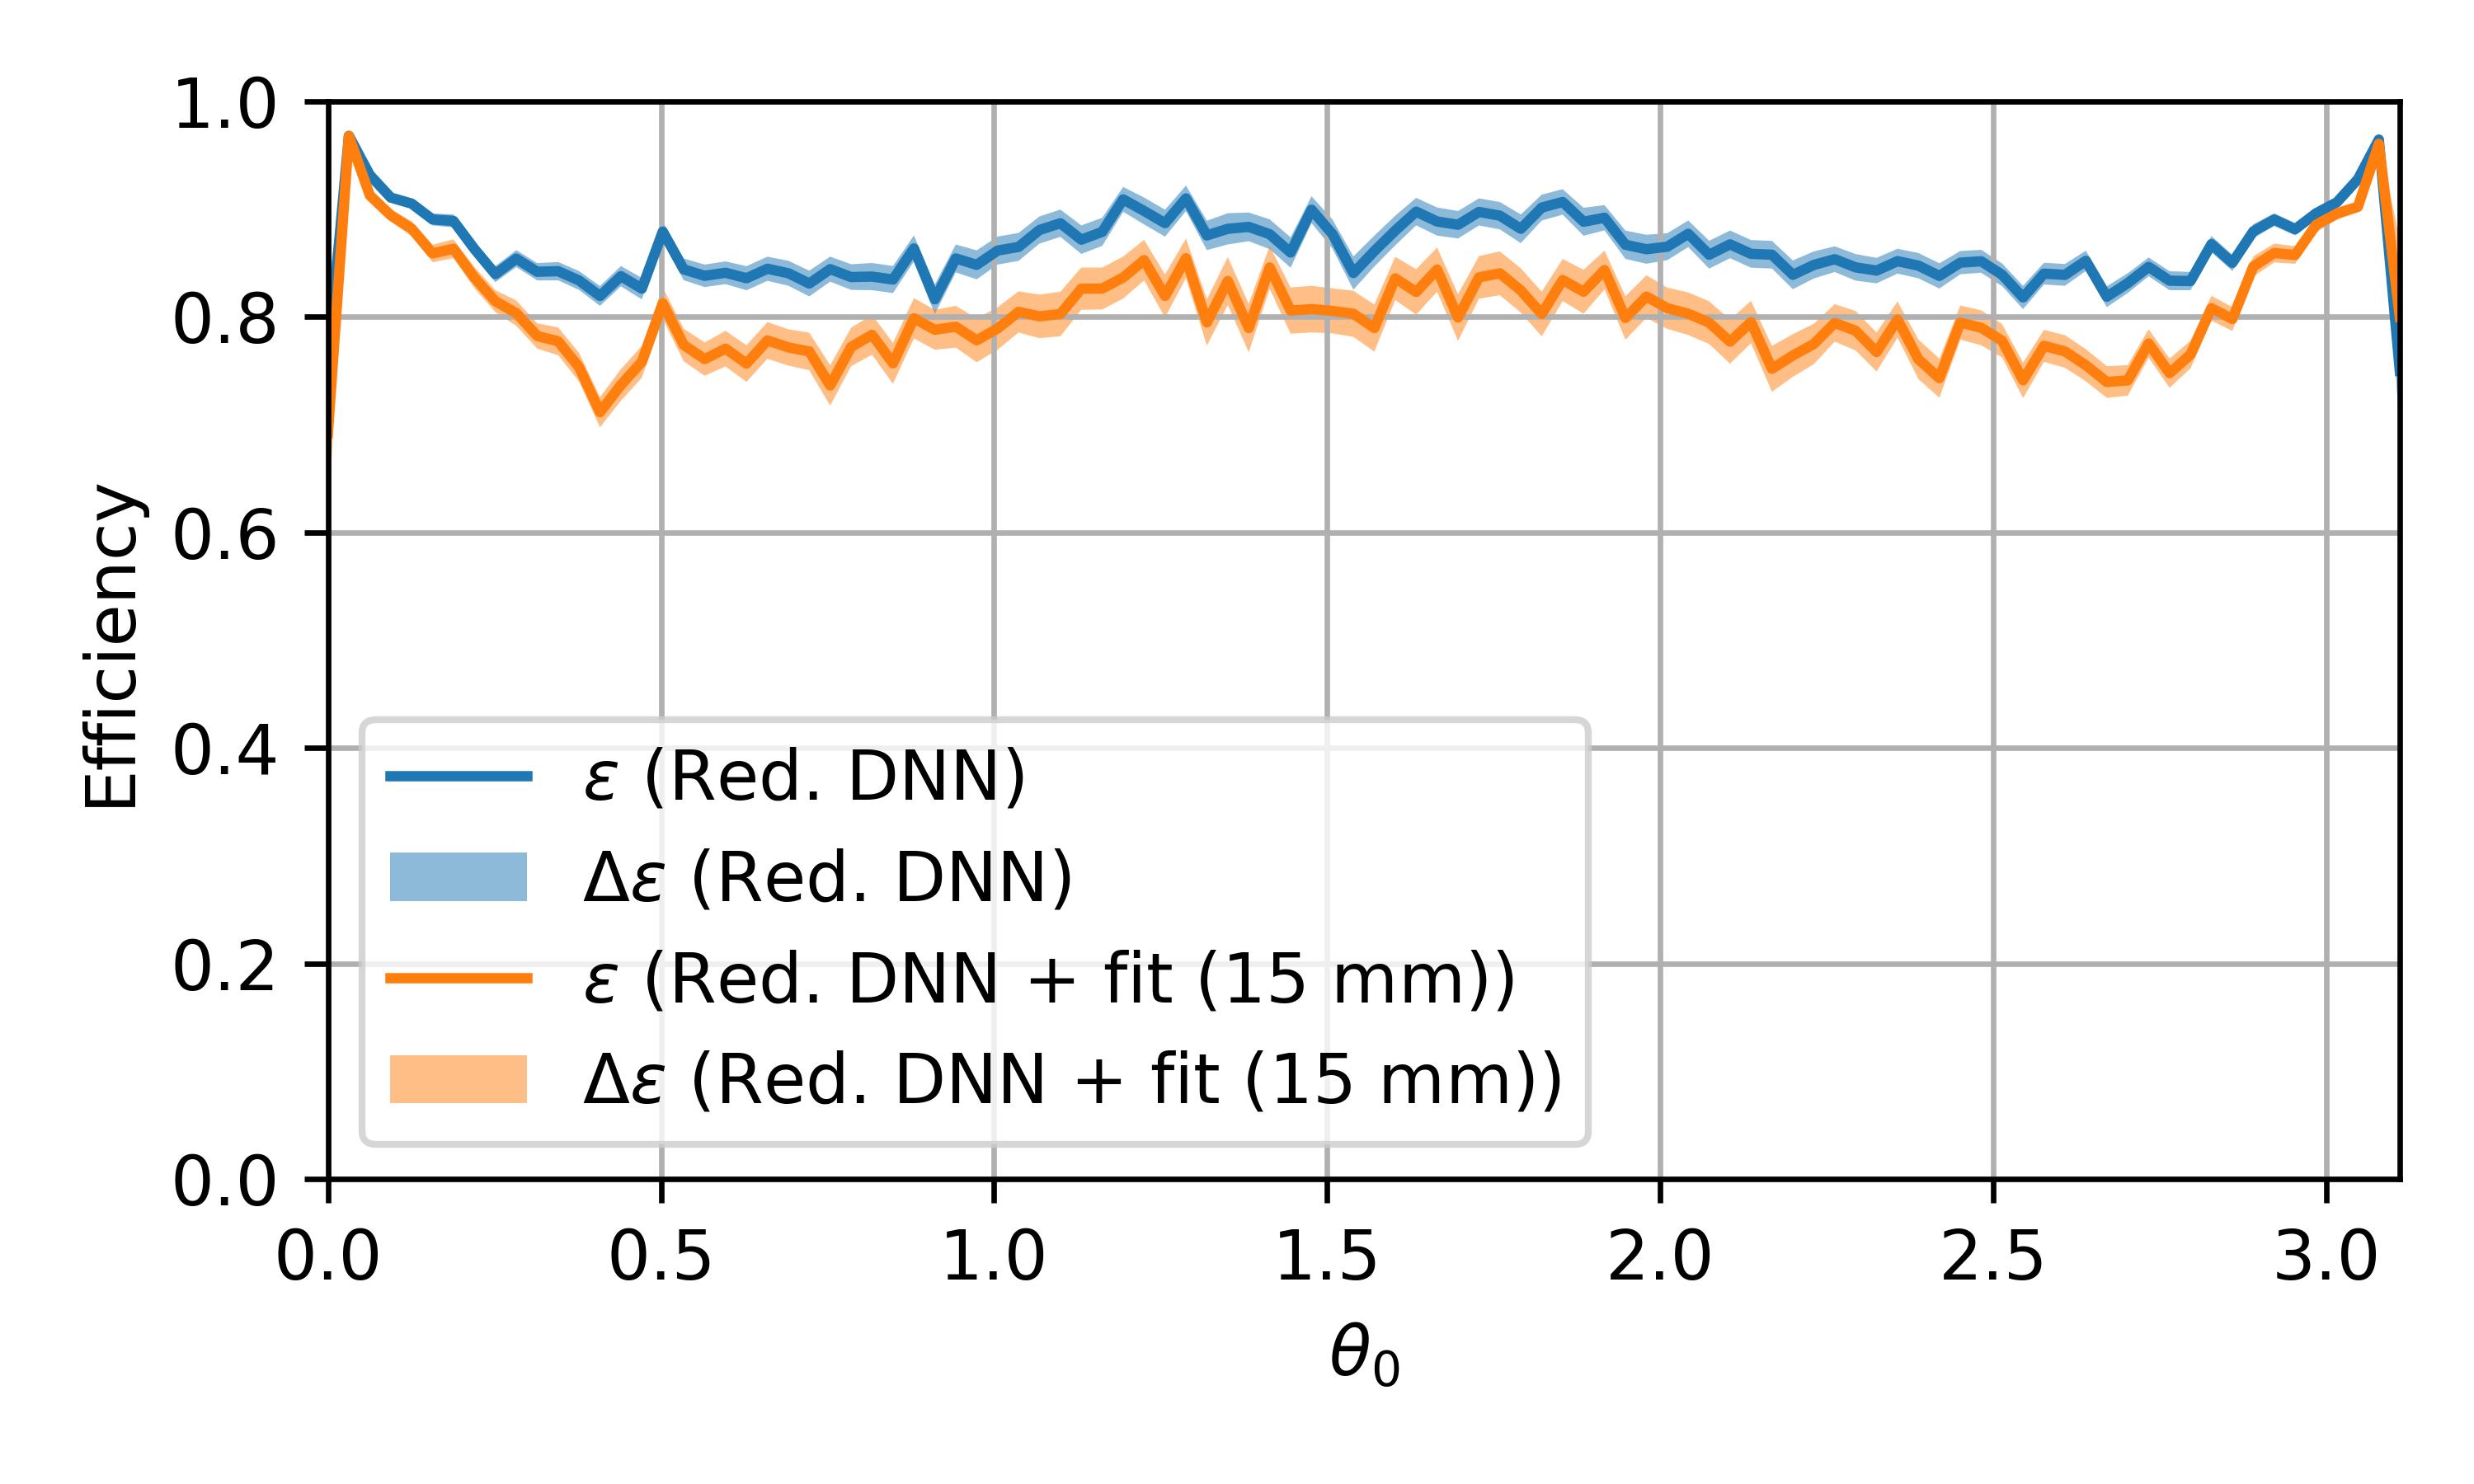 1.0
0.8
0.6
0.4
0.2
0.0
Efficiency
ε (Red. DNN)
Δε (Red. DNN)
ε (Red. DNN + fit (15 mm))
Δε (Red. DNN + fit (15 mm))
0.0 0.5 1.0 1.5 2.0 2.5 3.0
θ₀